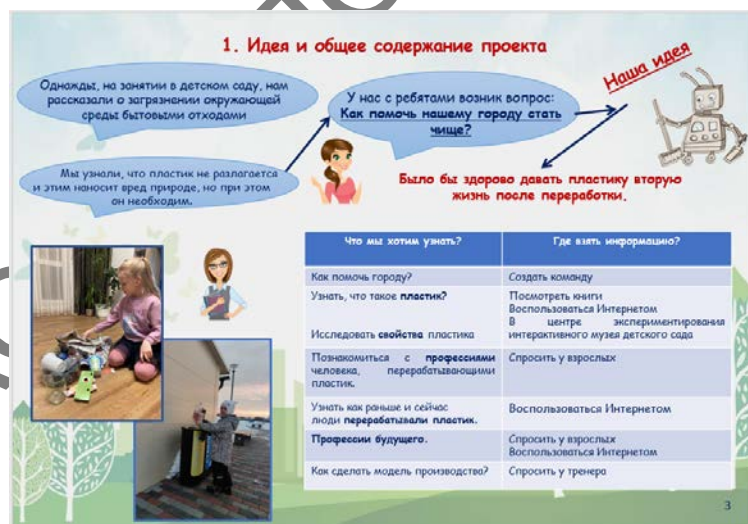 1. Идея и общее содержание проекта
Однажды, на занятии в детском саду, нам
рассказали о загрязнении окружающей
среды бытовыми отходами
У нас с ребятами возник вопрос:
Как помочь нашему городу стать
чище?
Наша идея
Мы узнали, что пластик не разлагается
и этим наносит вред природе, но при этом
он необходим.
Было бы здорово давать пластику вторую
жизнь после переработки.
Что мы хотим узнать? Где взять информацию?
Как помочь городу? Создать команду
Узнать, что такое пластик? Посмотреть книги
Воспользоваться Интернетом
В центре экспериментирования
Исследовать свойства пластика интерактивного музея детского сада
Познакомиться с профессиями Спросить у взрослых
человека, перерабатывающими
пластик.
Узнать как раньше и сейчас Воспользоваться Интернетом
люди перерабатывали пластик.
Профессии будущего. Спросить у взрослых
Воспользоваться Интернетом
Как сделать модель производства? Спросить у тренера
3